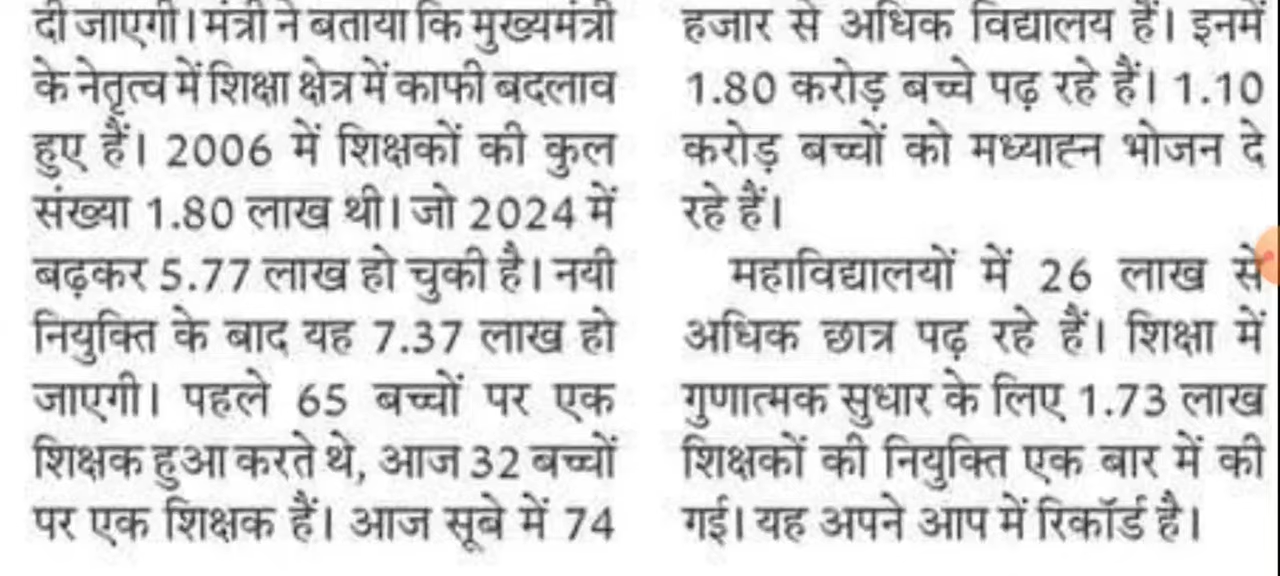 दी जाएगी। मंत्री ने बताया कि मुख्यमंत्री
के नेतृत्व में शिक्षा क्षेत्र में काफी बदलाव
हुए हैं। 2006 में शिक्षकों की कुल
संख्या 1.80 लाख थी। जो 2024 में
बढ़कर 5.77 लाख हो चुकी है। नयी
नियुक्ति के बाद यह 7.37 लाख हो
जाएगी। पहले 65 बच्चों पर एक
शिक्षक हुआ करते थे, आज 32 बच्चों
पर एक शिक्षक हैं। आज सूबे में 74
हजार से अधिक विद्यालय हैं। इनमें
1.80 करोड़ बच्चे पढ़ रहे हैं। 1.10
करोड़ बच्चों को मध्याह्न भोजन दे
रहे हैं।
महाविद्यालयों में 26 लाख से
अधिक छात्र पढ़ रहे हैं। शिक्षा में
गुणात्मक सुधार के लिए 1.73 लाख
शिक्षकों की नियुक्ति एक बार में की
गई। यह अपने आप में रिकॉर्ड है।